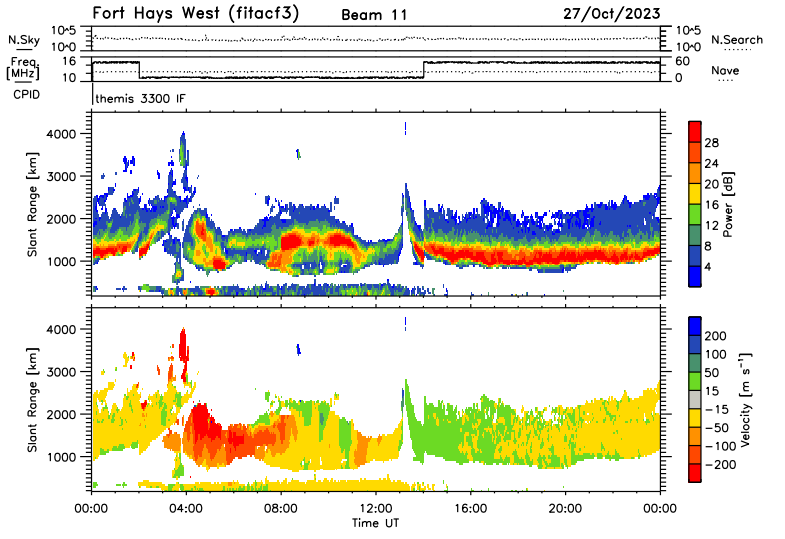 Fort Hays West (fitacf3) Beam 11 27/Oct/2023
N.Sky 10^5 10^0 10^5 10^0 N.Search
Freq. [MHz] 16 10 60 0 Nave
CPID themis 3300 IF
Slant Range [km] 4000 3000 2000 1000
28 24 20 16 12 8 4 Power [dB]
Slant Range [km] 4000 3000 2000 1000
200 100 50 15 −15 −50 −100 −200 Velocity [m s⁻¹]
00:00 04:00 08:00 12:00 16:00 20:00 00:00
Time UT